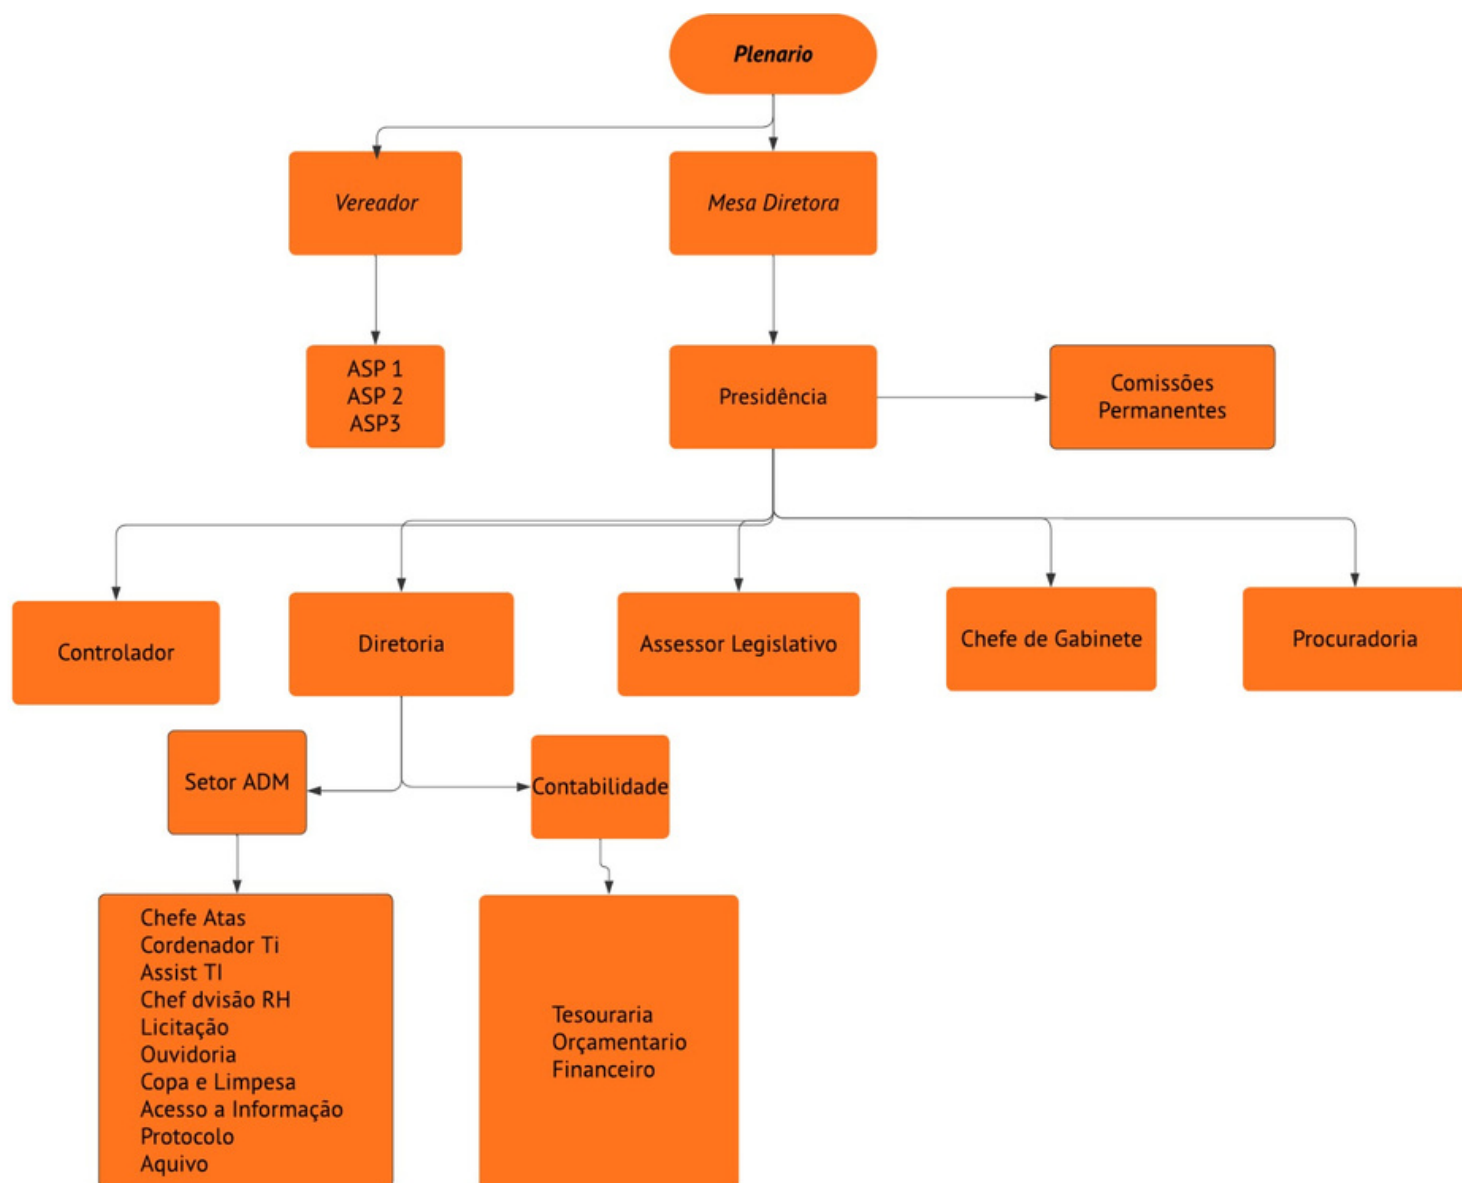 Plenario
Vereador
Mesa Diretora
ASP 1
ASP 2
ASP3
Presidência
Comissões
Permanentes
Controlador
Diretoria
Assessor Legislativo
Chefe de Gabinete
Procuradoria
Setor ADM
Contabilidade
Chefe Atas
Cordenador Ti
Assist TI
Chef dvisão RH
Licitação
Ouvidoria
Copa e Limpesa
Acesso a Informação
Protocolo
Aquivo
Tesouraria
Orçamentario
Financeiro